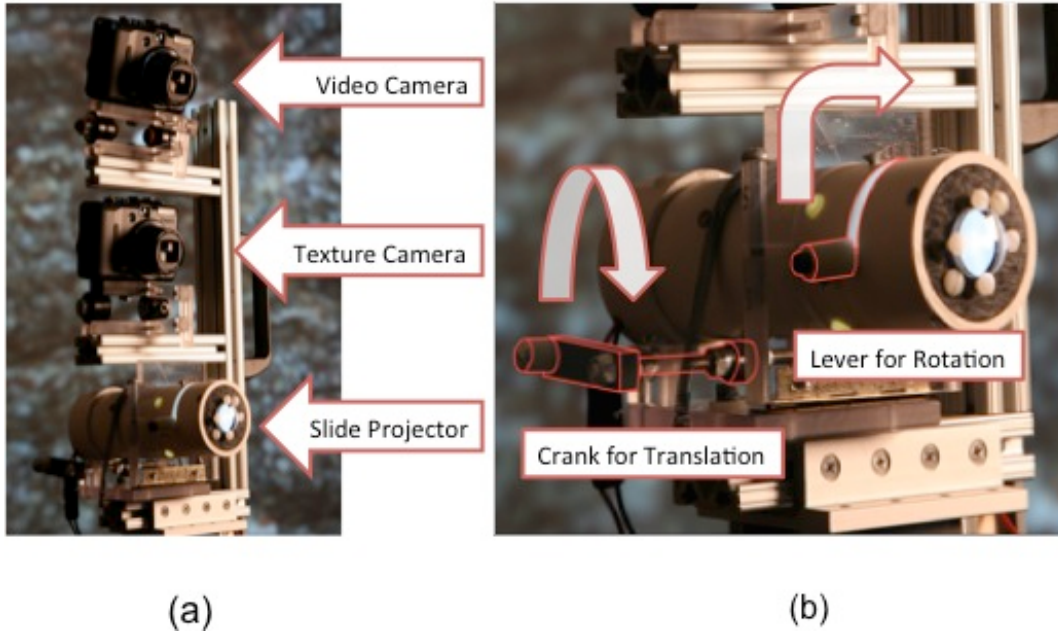 Video Camera
Texture Camera
Slide Projector
Lever for Rotation
Crank for Translation
(a)
(b)